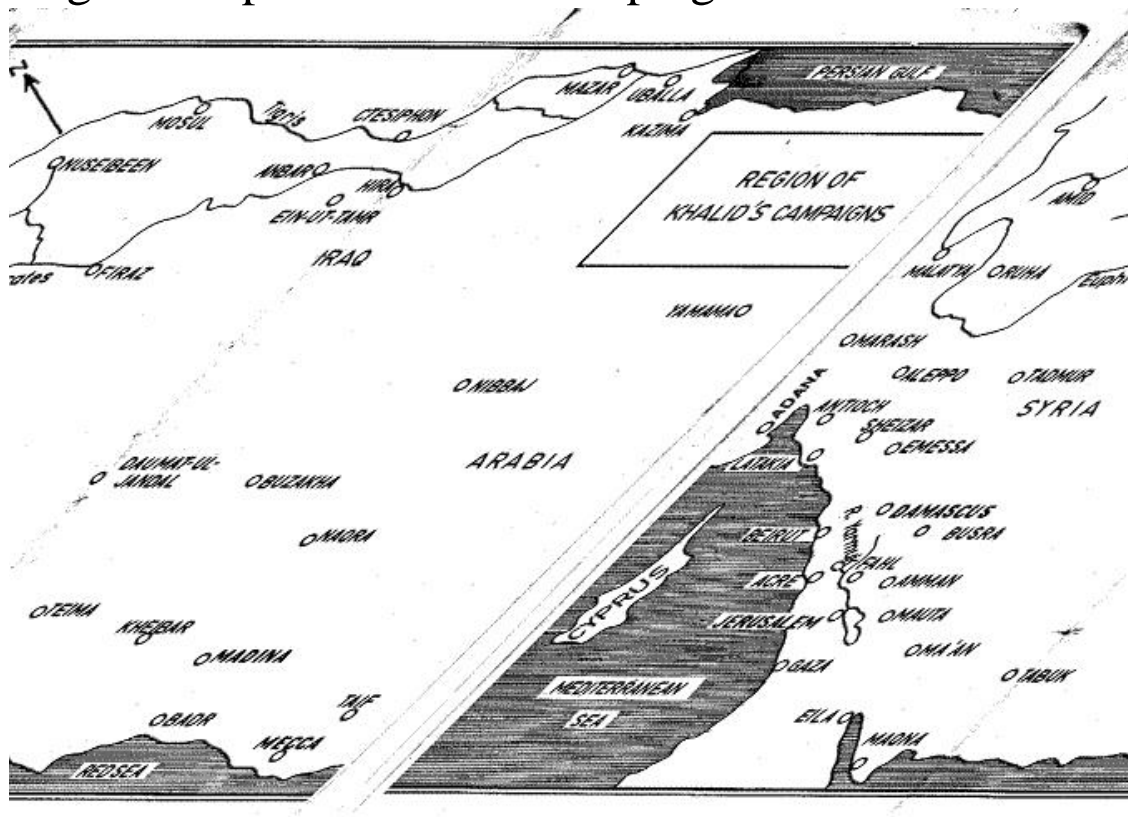 PERSIAN GULF
MAZAR
UBALLA
KAZIMA
MOSUL
Tigris
CTESIPHON
NUSEIBEEN
ANBAR
HIRA
EIN-UT-TAMR
IRAQ
FIRAZ
REGION OF
KHALID'S CAMPAIGNS
AMID
MALATYA
RUHA
YAMAMA
MARASH
NIBBAJ
ADANA
ALEPPO
TADMUR
ANTIOCH
SHEIZAR
SYRIA
EMESSA
LATAKIA
DAUMAT-UL-
JANDAL
BUZAKHA
ARABIA
NAQRA
DAMASCUS
BUSRA
BEIRUT
R. Yarmuk
FAHL
ACRE
AMMAN
CYPRUS
TEIMA
KHEIBAR
JERUSALEM
MAUTA
MADINA
MA'AN
GAZA
TABUK
MEDITERRANEAN
SEA
TAIF
BADR
EILA
MECCA
MAQNA
RED SEA